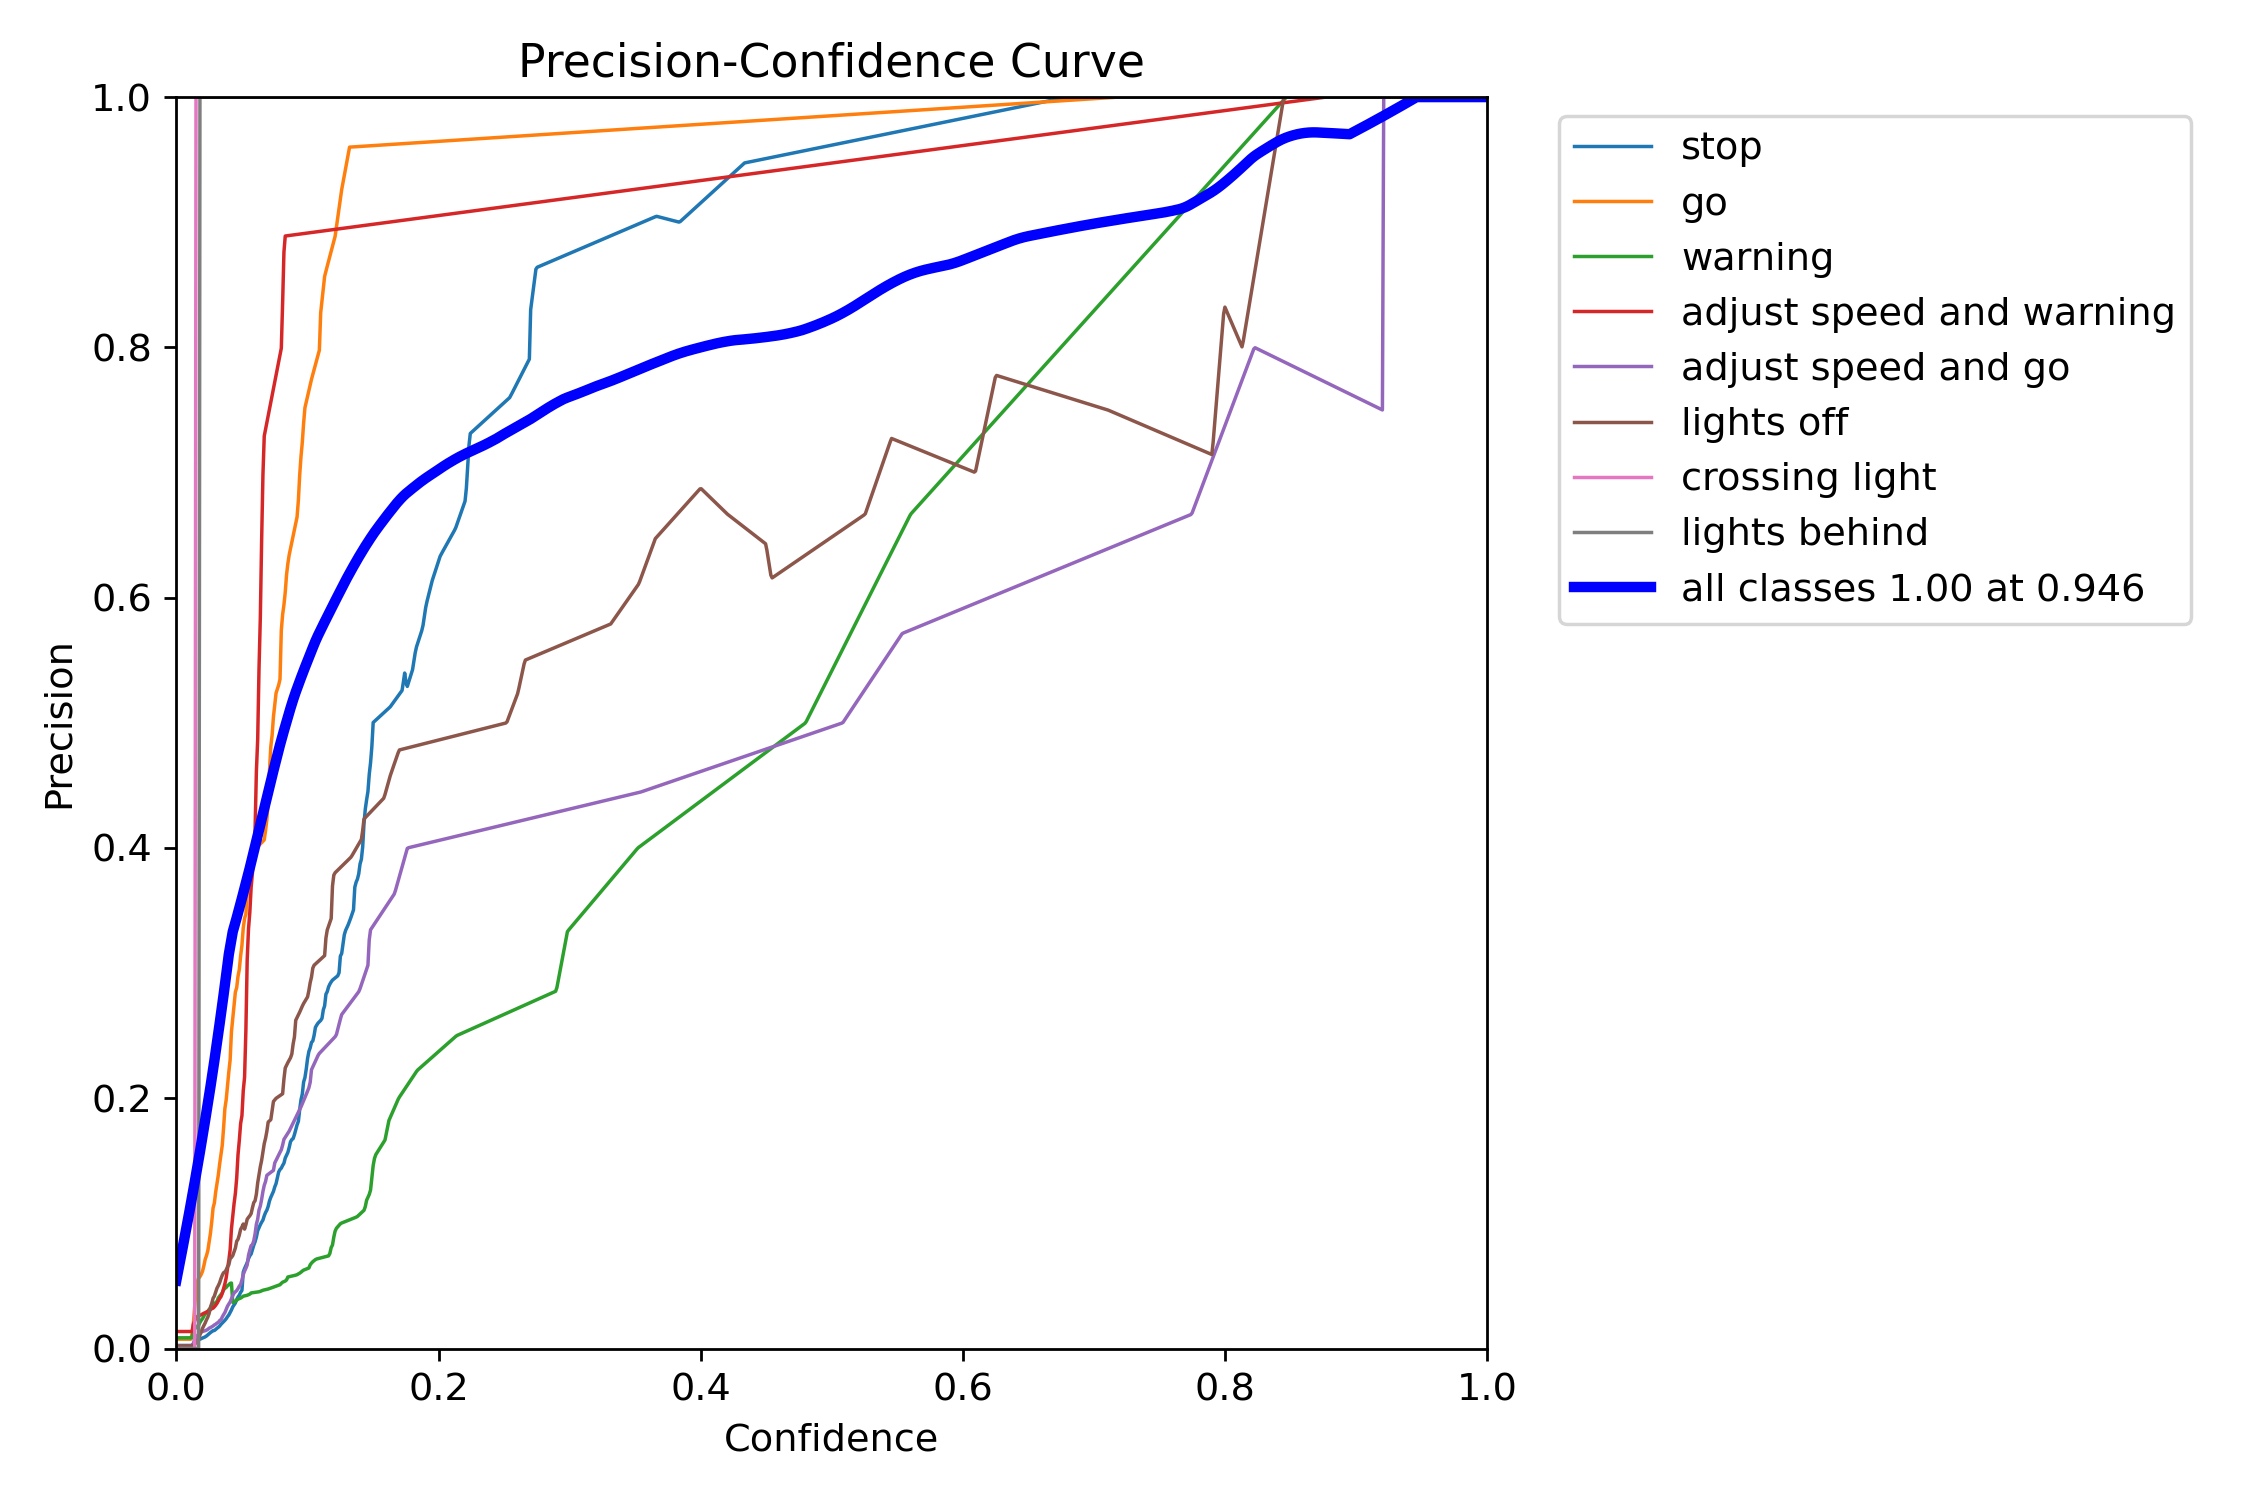 Precision-Confidence Curve
1.0
0.8
0.6
0.4
0.2
0.0
Precision
0.0 0.2 0.4 0.6 0.8 1.0
Confidence
stop
go
warning
adjust speed and warning
adjust speed and go
lights off
crossing light
lights behind
all classes 1.00 at 0.946